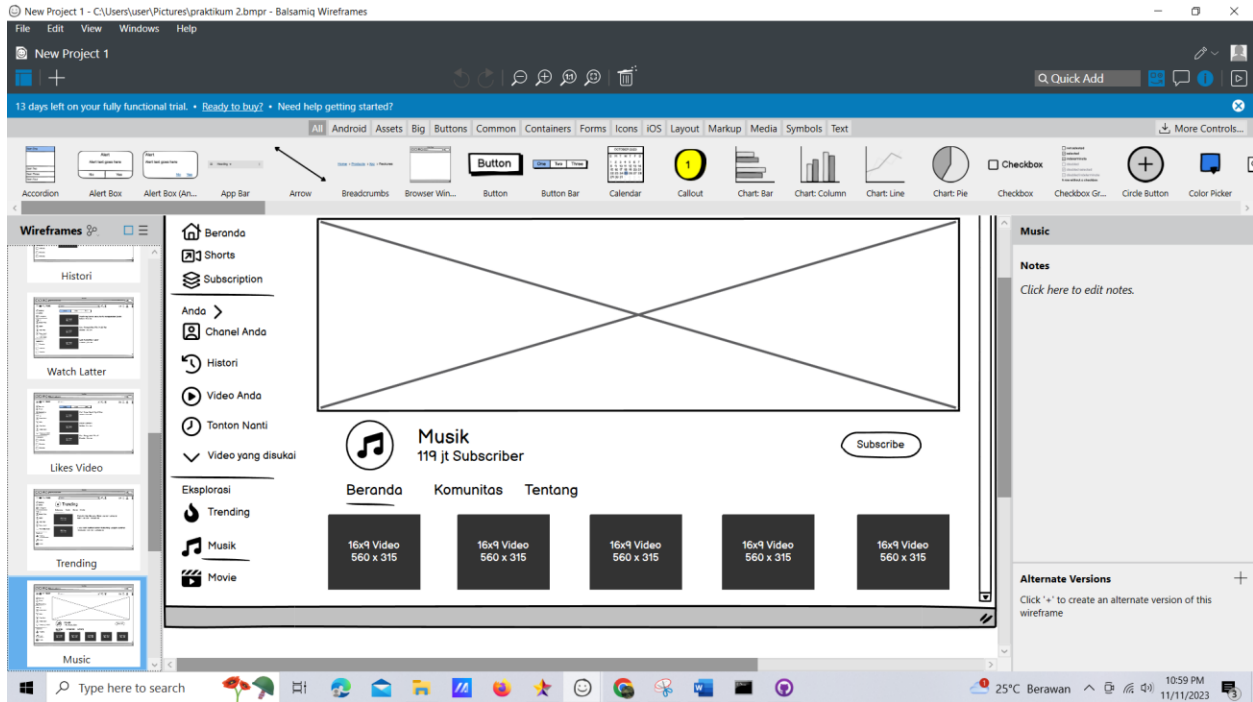 New Project 1 - C:\Users\user\Pictures\praktikum 2.bmpr - Balsamiq Wireframes
File Edit View Windows Help
New Project 1
Quick Add
13 days left on your fully functional trial. • Ready to buy? • Need help getting started?
All Android Assets Big Buttons Common Containers Forms Icons iOS Layout Markup Media Symbols Text
More Controls...
Button
One Two Three
1
Checkbox
Accordion Alert Box Alert Box (An... App Bar Arrow Breadcrumbs Browser Win... Button Button Bar Calendar Callout Chart: Bar Chart: Column Chart: Line Chart: Pie Checkbox Checkbox Gr... Circle Button Color Picker
Wireframes
Histori
Watch Latter
Likes Video
Trending
Music
Beranda
Shorts
Subscription
Anda
Chanel Anda
Histori
Video Anda
Tonton Nanti
Video yang disukai
Eksplorasi
Trending
Musik
Movie
Musik
119 jt Subscriber
Subscribe
Beranda Komunitas Tentang
16x9 Video 16x9 Video 16x9 Video 16x9 Video 16x9 Video
560 x 315 560 x 315 560 x 315 560 x 315 560 x 315
Music
Notes
Click here to edit notes.
Alternate Versions
Click '+' to create an alternate version of this
wireframe
Type here to search
25°C Berawan
10:59 PM
11/11/2023